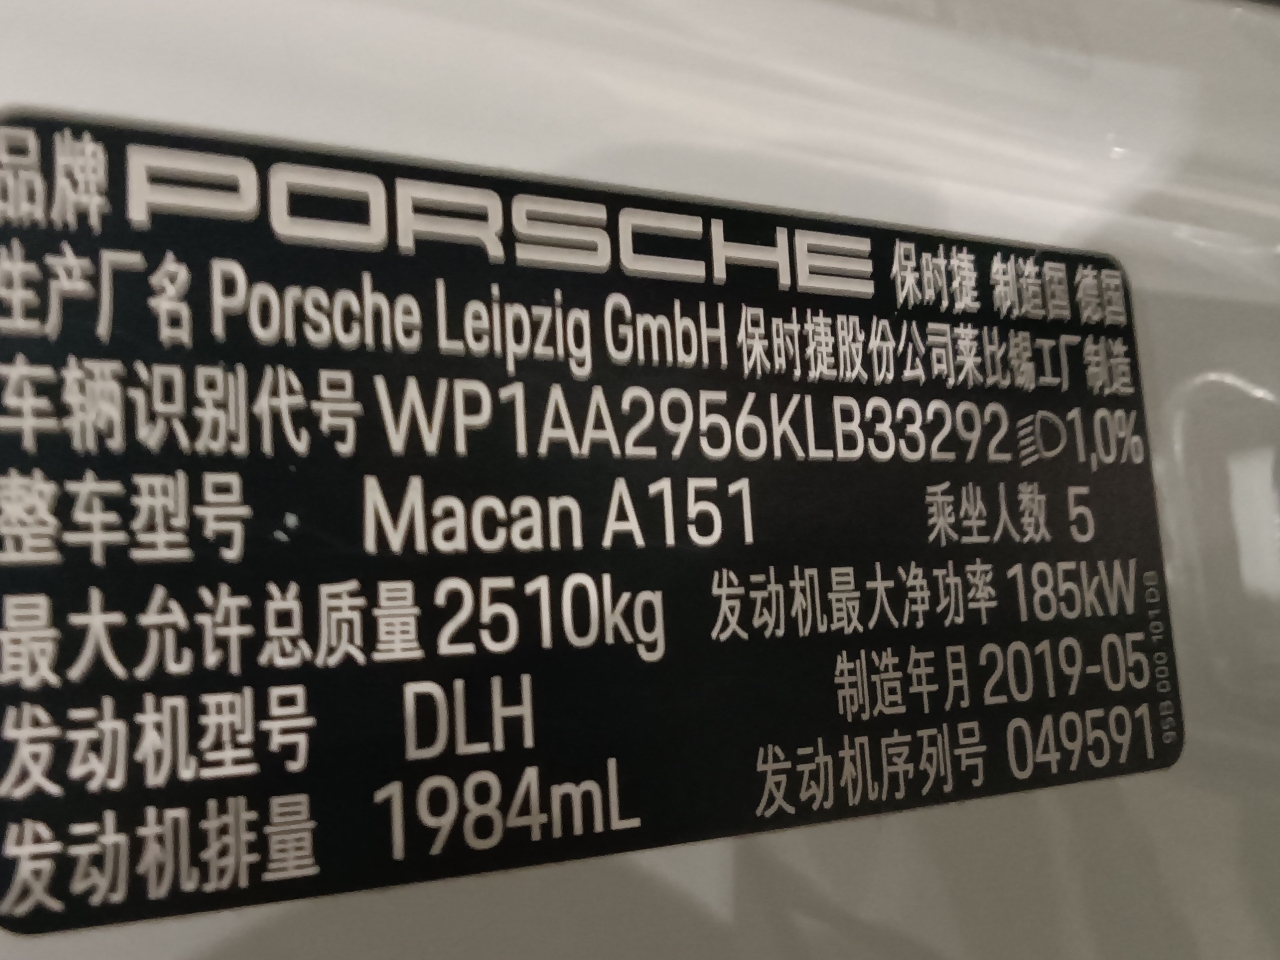 品牌 PORSCHE 保时捷 制造国 德国
生产厂名 Porsche Leipzig GmbH 保时捷股份公司莱比锡工厂制造
车辆识别代号 WP1AA2956KLB33292 1,0%
整车型号 : Macan A151 乘坐人数 5
最大允许总质量 2510kg 发动机最大净功率 185kW
发动机型号 DLH 制造年月 2019-05
发动机排量 1984mL 发动机序列号 049591
95B 000 101 DB